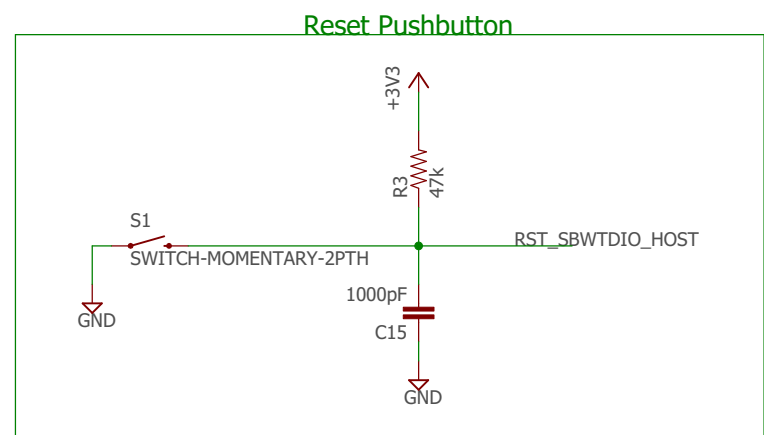 Reset Pushbutton
+3V3
R3
47k
S1
SWITCH-MOMENTARY-2PTH
RST_SBWTDIO_HOST
1000pF
C15
GND
GND